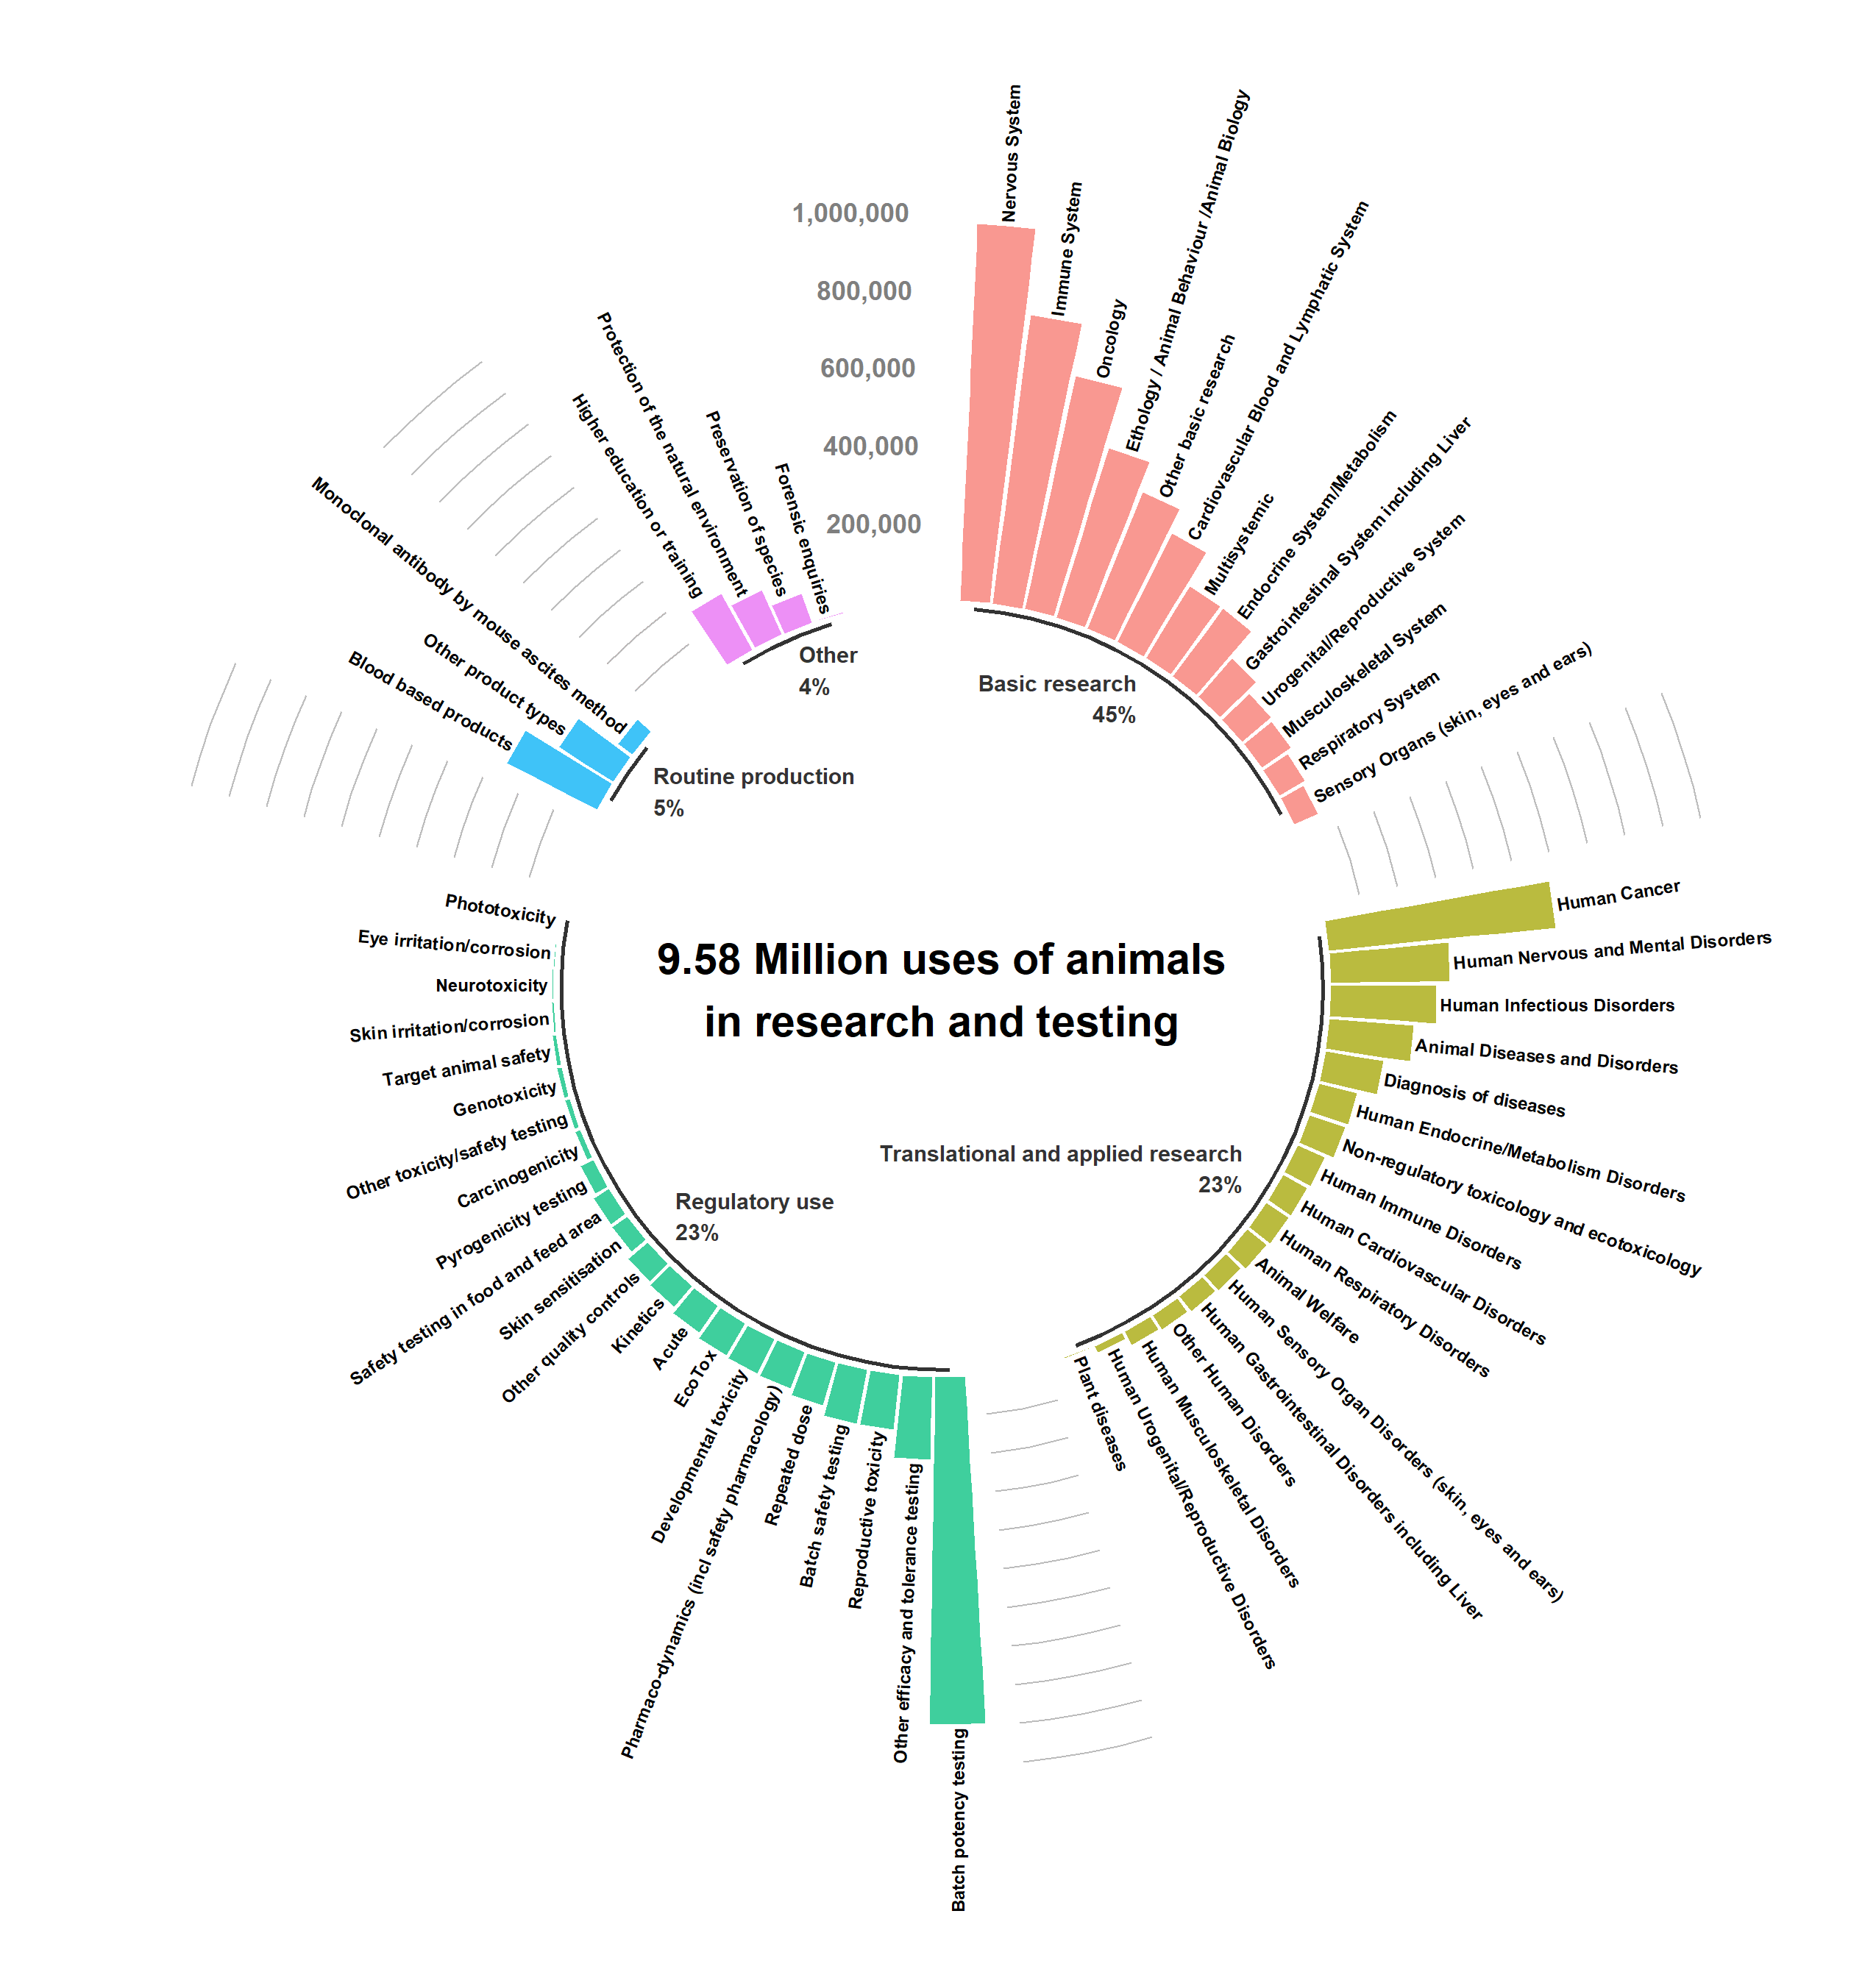 1,000,000
800,000
600,000
400,000
200,000
Nervous System
Immune System
Oncology
Ethology / Animal Behaviour /Animal Biology
Other basic research
Cardiovascular Blood and Lymphatic System
Multisystemic
Endocrine System/Metabolism
Gastrointestinal System including Liver
Urogenital/Reproductive System
Musculoskeletal System
Respiratory System
Sensory Organs (skin, eyes and ears)
Basic research
45%
Human Cancer
Human Nervous and Mental Disorders
Human Infectious Disorders
Animal Diseases and Disorders
Diagnosis of diseases
Human Endocrine/Metabolism Disorders
Non-regulatory toxicology and ecotoxicology
Human Immune Disorders
Human Cardiovascular Disorders
Human Respiratory Disorders
Animal Welfare
Human Sensory Organ Disorders (skin, eyes and ears)
Human Gastrointestinal Disorders including Liver
Other Human Disorders
Human Musculoskeletal Disorders
Human Urogenital/Reproductive Disorders
Plant diseases
Translational and applied research
23%
Batch potency testing
Other efficacy and tolerance testing
Reproductive toxicity
Batch safety testing
Repeated dose
Pharmaco-dynamics (incl safety pharmacology)
Developmental toxicity
EcoTox
Acute
Kinetics
Other quality controls
Skin sensitisation
Safety testing in food and feed area
Pyrogenicity testing
Carcinogenicity
Other toxicity/safety testing
Genotoxicity
Target animal safety
Skin irritation/corrosion
Neurotoxicity
Eye irritation/corrosion
Phototoxicity
Regulatory use
23%
Blood based products
Other product types
Monoclonal antibody by mouse ascites method
Routine production
5%
Higher education or training
Protection of the natural environment
Preservation of species
Forensic enquiries
Other
4%
9.58 Million uses of animals
in research and testing